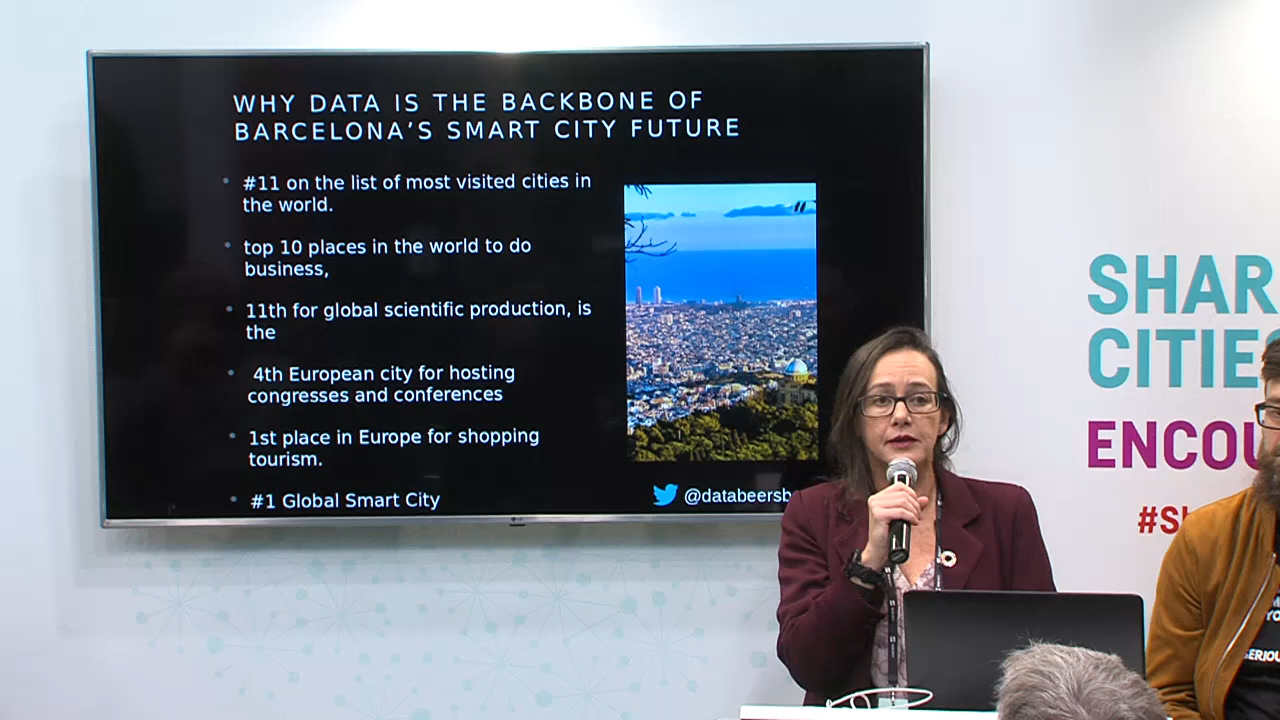 WHY DATA IS THE BACKBONE OF
BARCELONA'S SMART CITY FUTURE
#11 on the list of most visited cities in
the world.
top 10 places in the world to do
business,
11th for global scientific production, is
the
4th European city for hosting
congresses and conferences
1st place in Europe for shopping
tourism.
#1 Global Smart City
@databeersb
SHAR
CITIE
ENCOU
#S
YO
SERIOU